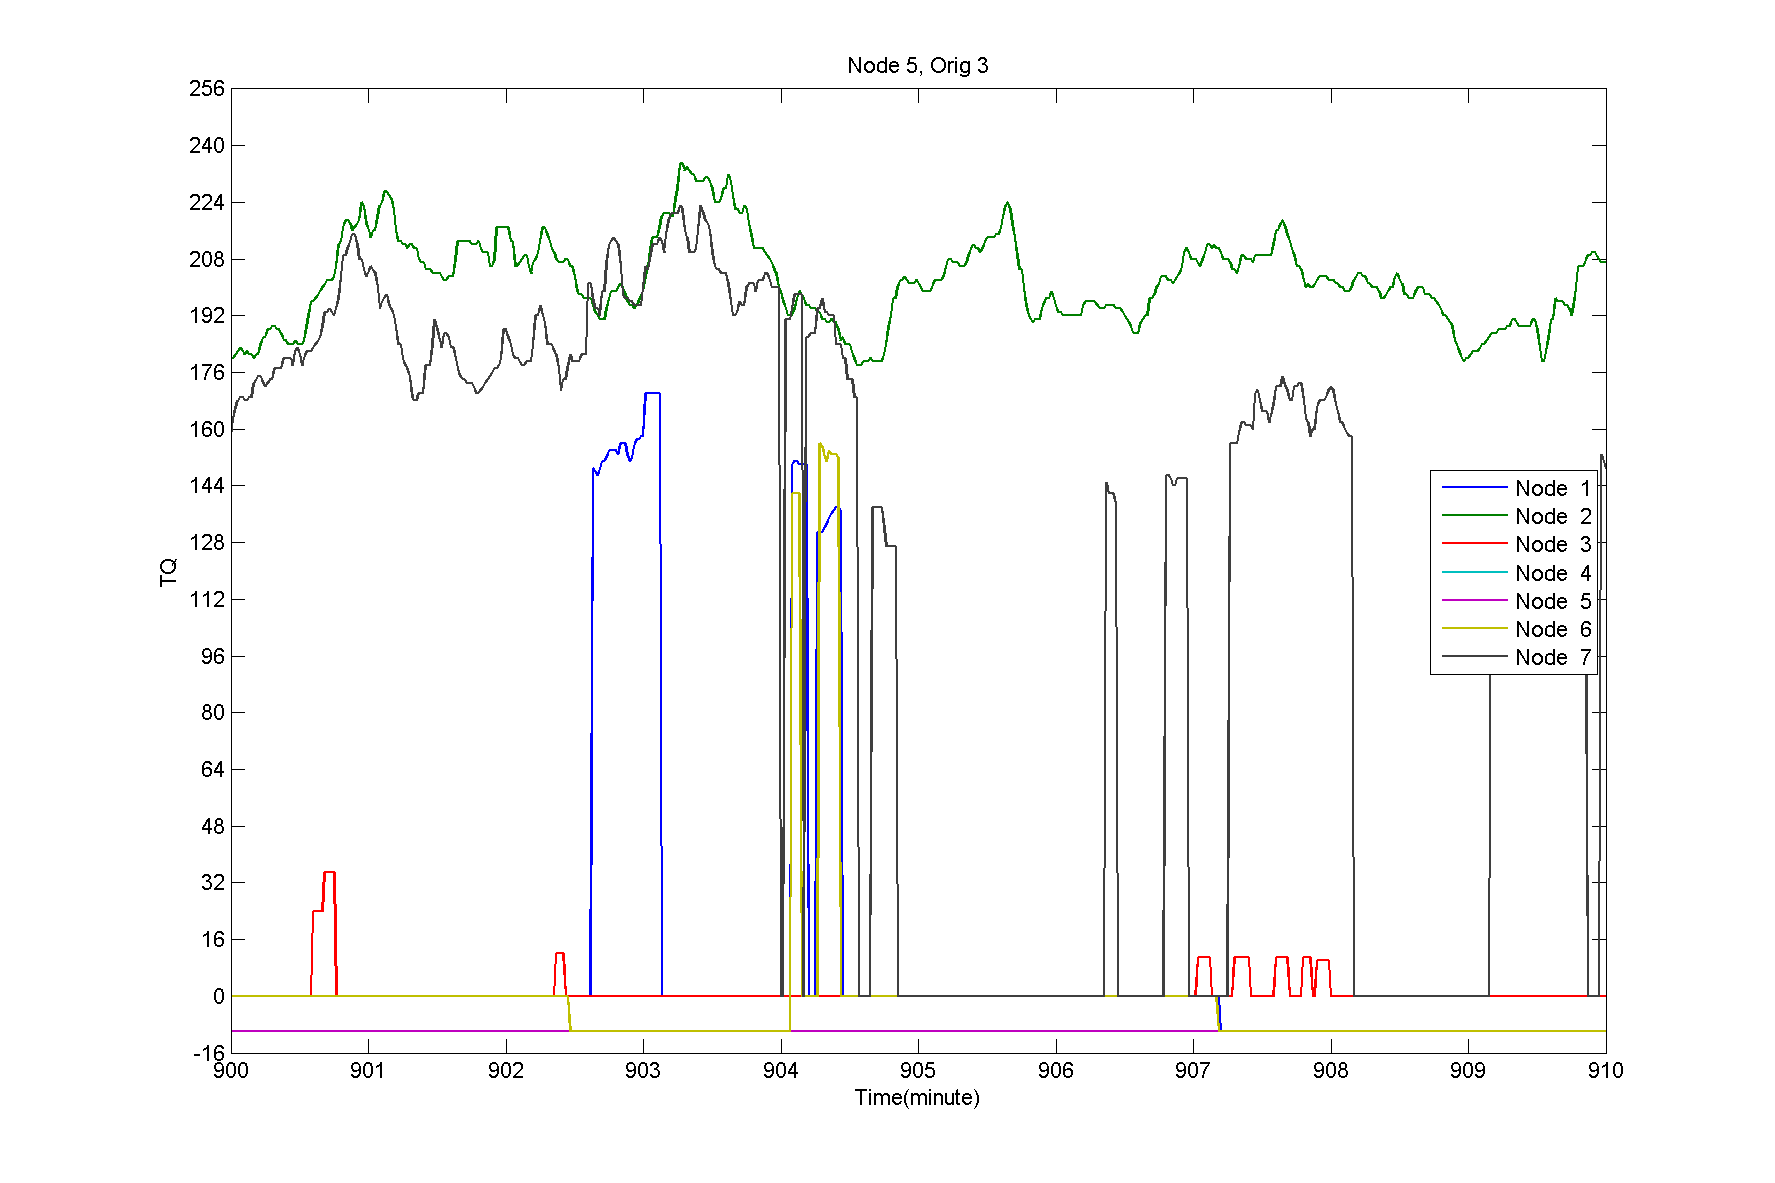 Node 5, Orig 3
256
240
224
208
192
176
160
144
128
112
96
80
64
48
32
16
0
-16
TQ
Node 1
Node 2
Node 3
Node 4
Node 5
Node 6
Node 7
900 901 902 903 904 905 906 907 908 909 910
Time(minute)